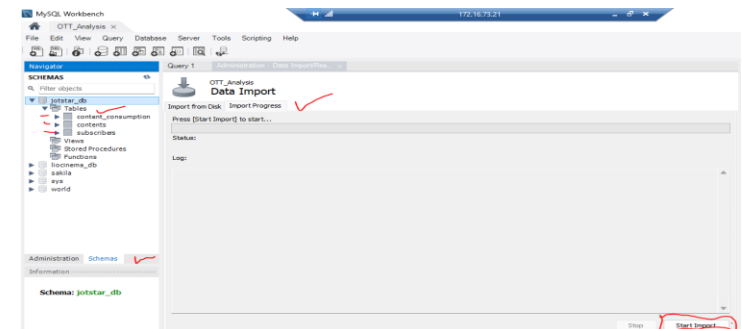 MySQL Workbench
172.16.73.21
OTT_Analysis
File Edit View Query Database Server Tools Scripting Help
Navigator
SCHEMAS
Filter objects
jotstar_db
Tables
content_consumption
contents
subscribers
Views
Stored Procedures
Functions
liocinema_db
sakila
sys
world
Administration Schemas
Information
Schema: jotstar_db
Query 1 Administration - Data Import/Res...
OTT_Analysis
Data Import
Import from Disk Import Progress
Press [Start Import] to start...
Status:
Log:
Stop Start Import